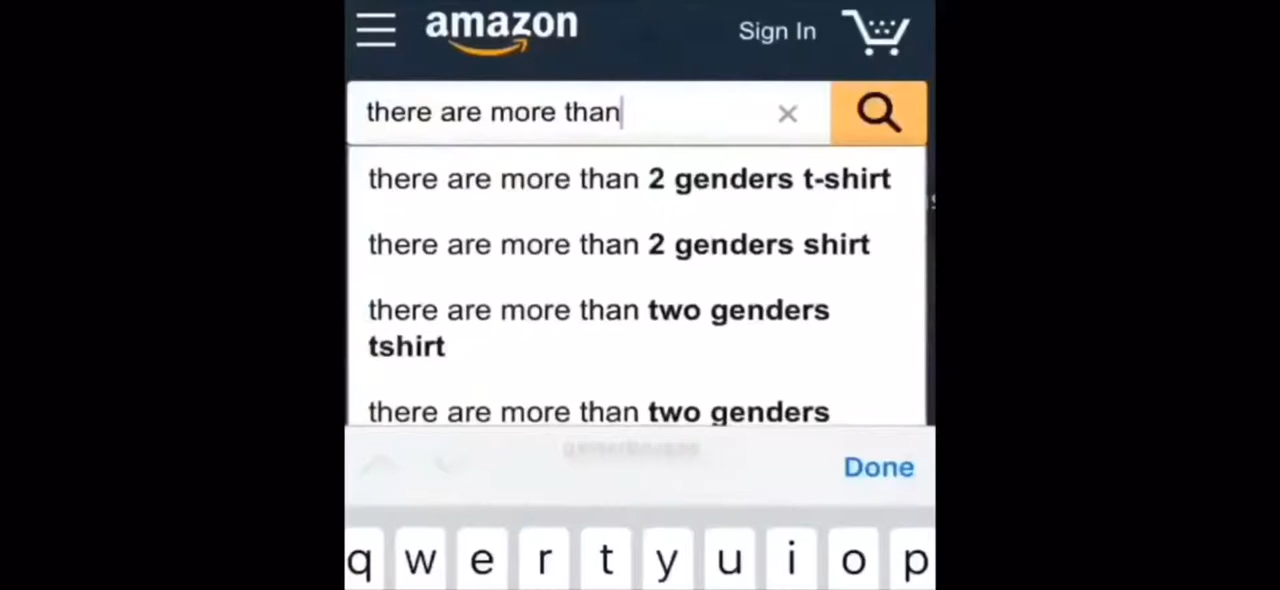 amazon
Sign In
there are more than
there are more than 2 genders t-shirt
there are more than 2 genders shirt
there are more than two genders
tshirt
there are more than two genders
Done
q w e r t y u i o p